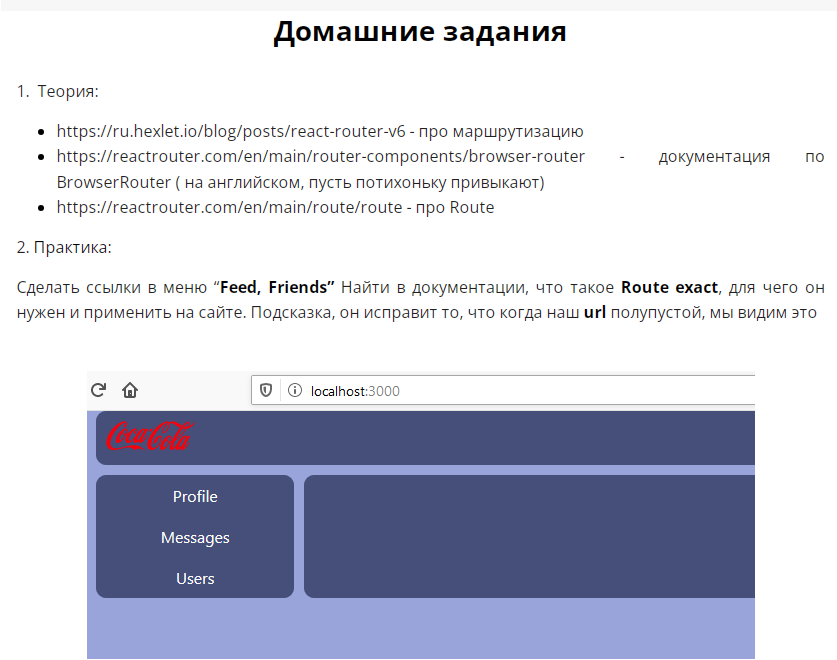 Домашние задания
1. Теория:
https://ru.hexlet.io/blog/posts/react-router-v6 - про маршрутизацию
https://reactrouter.com/en/main/router-components/browser-router - документация по
BrowserRouter ( на английском, пусть потихоньку привыкают)
https://reactrouter.com/en/main/route/route - про Route
2. Практика:
Сделать ссылки в меню “Feed, Friends” Найти в документации, что такое Route exact, для чего он
нужен и применить на сайте. Подсказка, он исправит то, что когда наш url полупустой, мы видим это
localhost:3000
Coca-Cola
Profile
Messages
Users